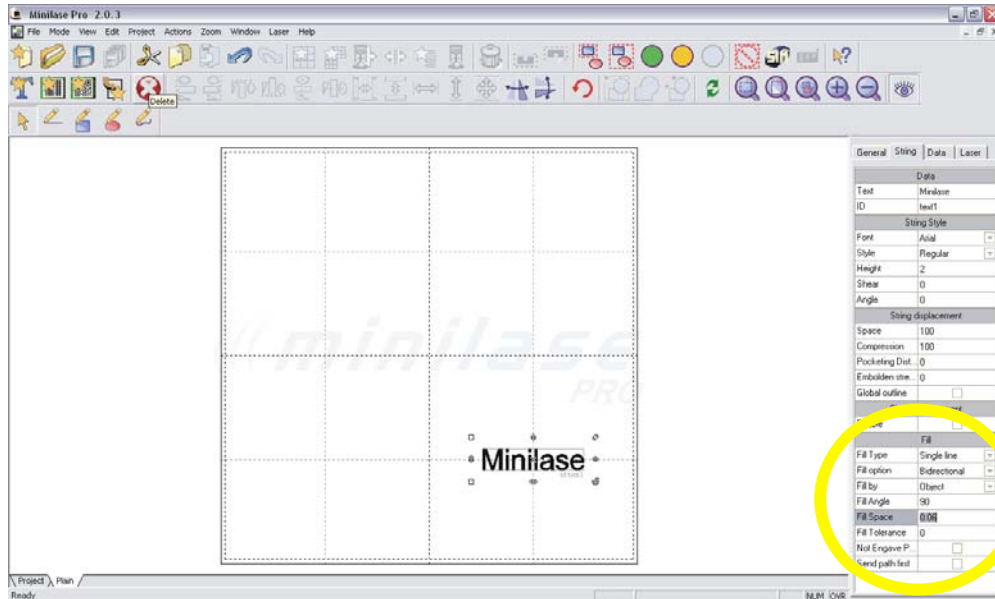 Minilase Pro 2.0.3
File Mode View Edit Project Actions Zoom Window Laser Help
Delete
General String Data Laser
Data
Text Minilase
ID text1
String Style
Font Arial
Style Regular
Height 2
Shear 0
Angle 0
String displacement
Space 100
Compression 100
Pocketing Dist... 0
Embolden stre... 0
Global outline
Fill
Fill Type Single line
Fill option Bidirectional
Fill by Object
Fill Angle 90
Fill Space 0.06
Fill Tolerance 0
Not Engave P...
Send path first
minilase
PRO
Minilase
Project Plain
Ready NUM OVR